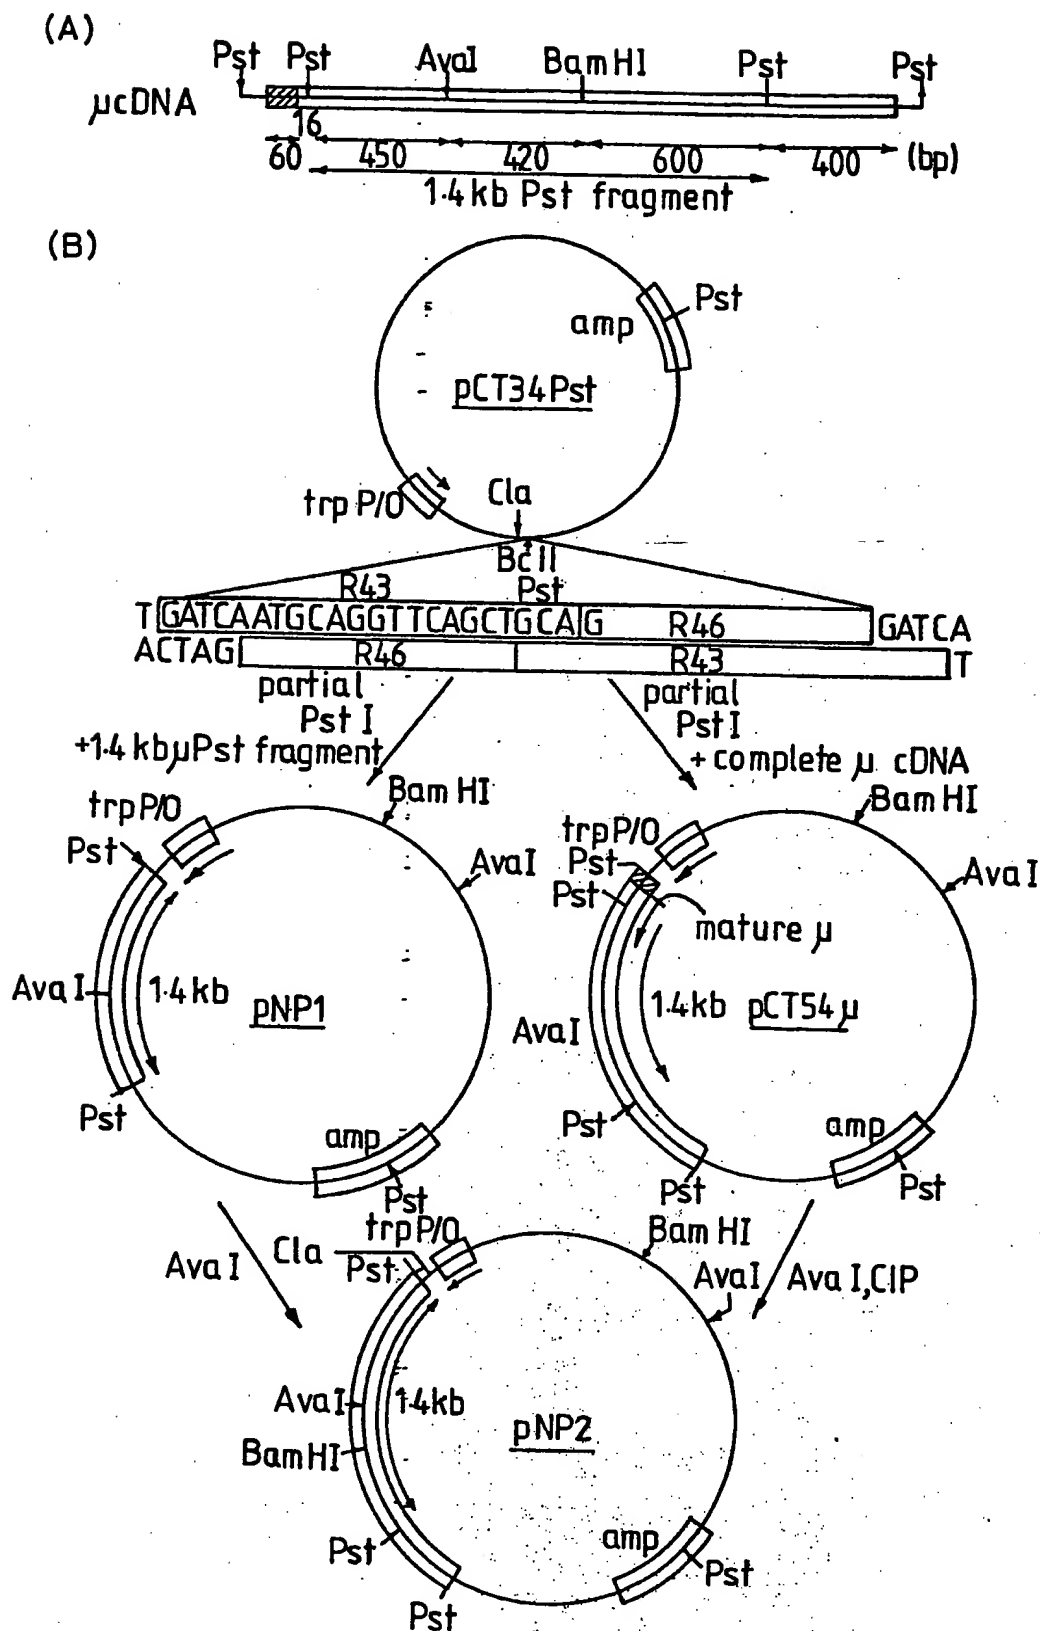 (A)
Pst Pst AvaI BamHI Pst Pst
μcDNA
16
60 450 420 600 400 (bp)
1·4kb Pst fragment
(B)
Pst
amp
pCT34Pst
trp P/O
Cla
BclI
R43 Pst
T GATCAATGCAGGTTCAGCTGCA G R46 GATCA
ACTAG R46 R43 T
partial Pst I
partial Pst I
+1·4kbμPst fragment
+ complete μ cDNA
trpP/O
BamHI
Pst
AvaI
AvaI
1·4kb
pNP1
Pst
amp
Pst
BamHI
trpP/O
Pst
Pst
AvaI
mature μ
AvaI
1·4kb
pCT54μ
Pst
amp
Pst
Pst
AvaI
Ava I,CIP
trpP/O
Cla
Pst
BamHI
AvaI
AvaI
1·4kb
BamHI
pNP2
amp
Pst
Pst
Pst